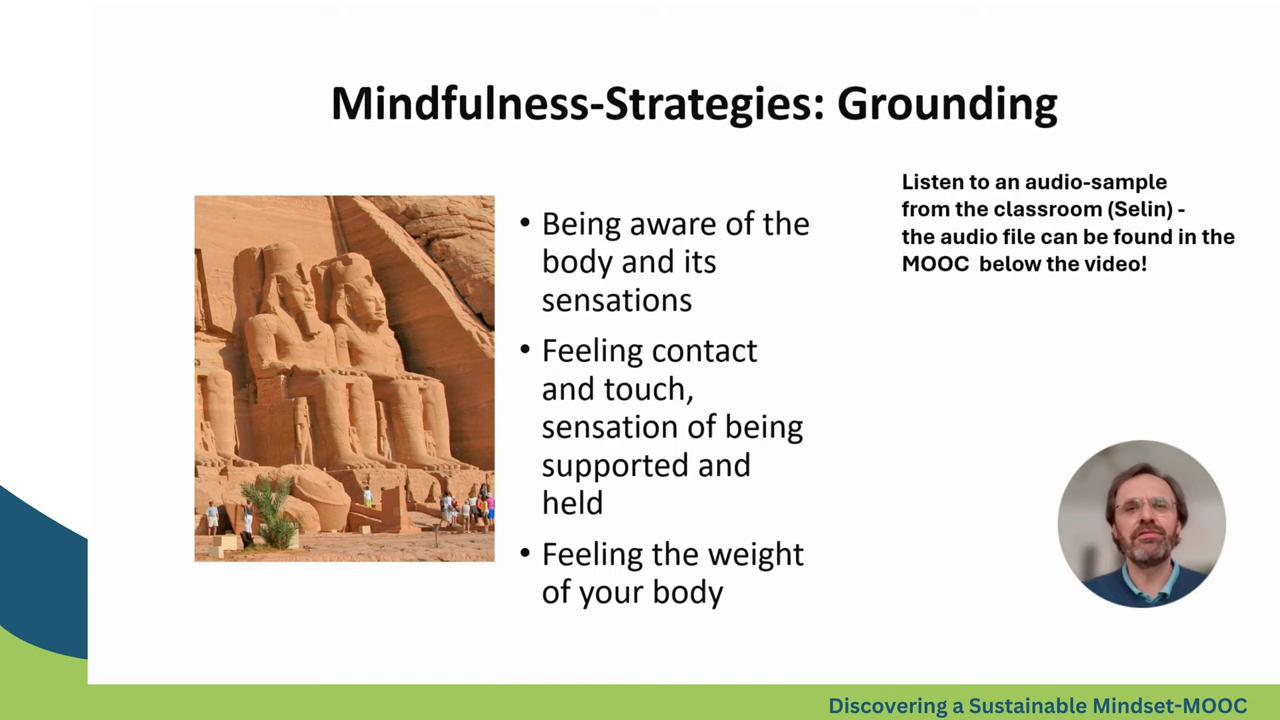 Mindfulness-Strategies: Grounding
Listen to an audio-sample
from the classroom (Selin) -
the audio file can be found in the
MOOC below the video!
• Being aware of the
body and its
sensations
• Feeling contact
and touch,
sensation of being
supported and
held
• Feeling the weight
of your body
Discovering a Sustainable Mindset-MOOC